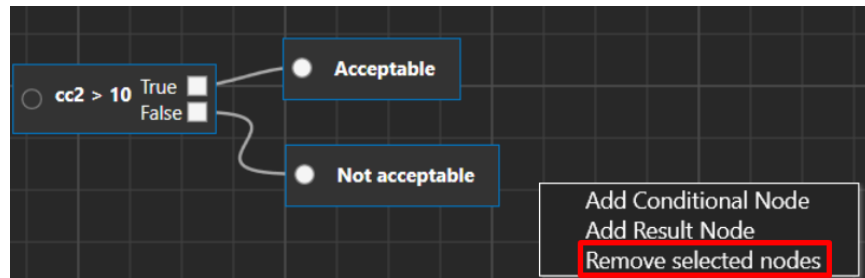 cc2 > 10
True
False
Acceptable
Not acceptable
Add Conditional Node
Add Result Node
Remove selected nodes